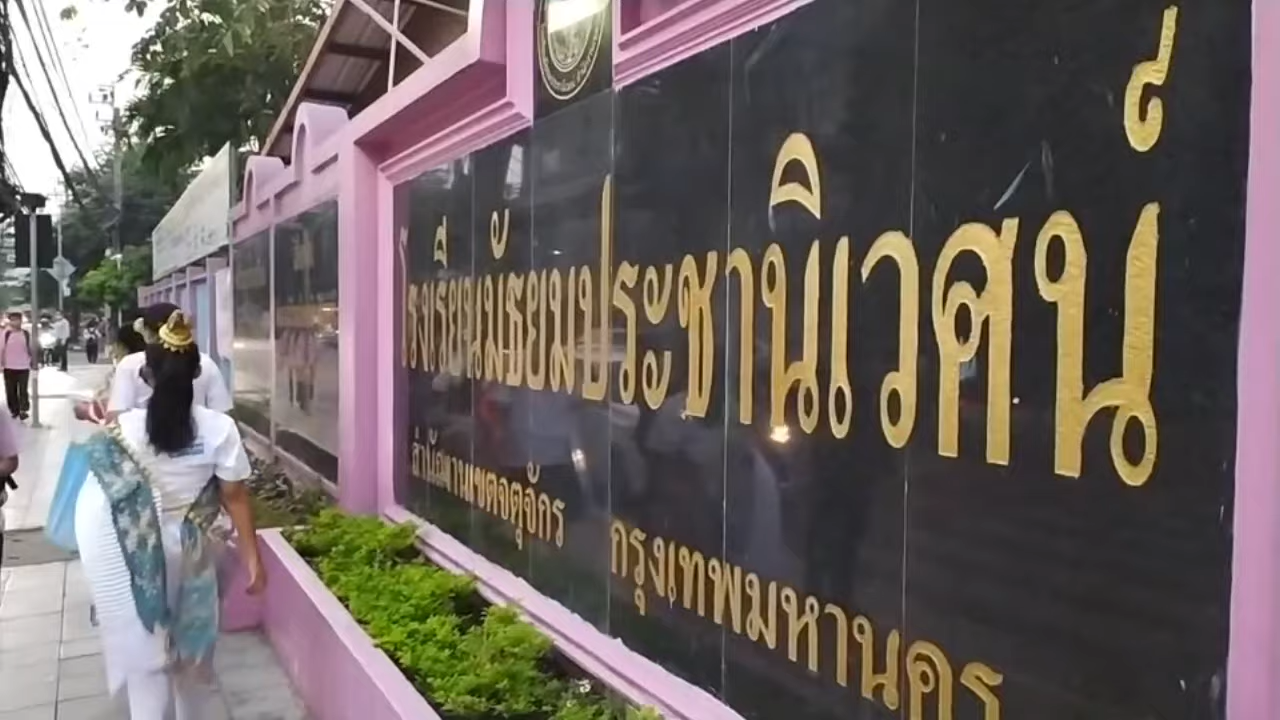 โรงเรียนมัธยมประชานิเวศน์
สำนักงานเขตจตุจักร กรุงเทพมหานคร